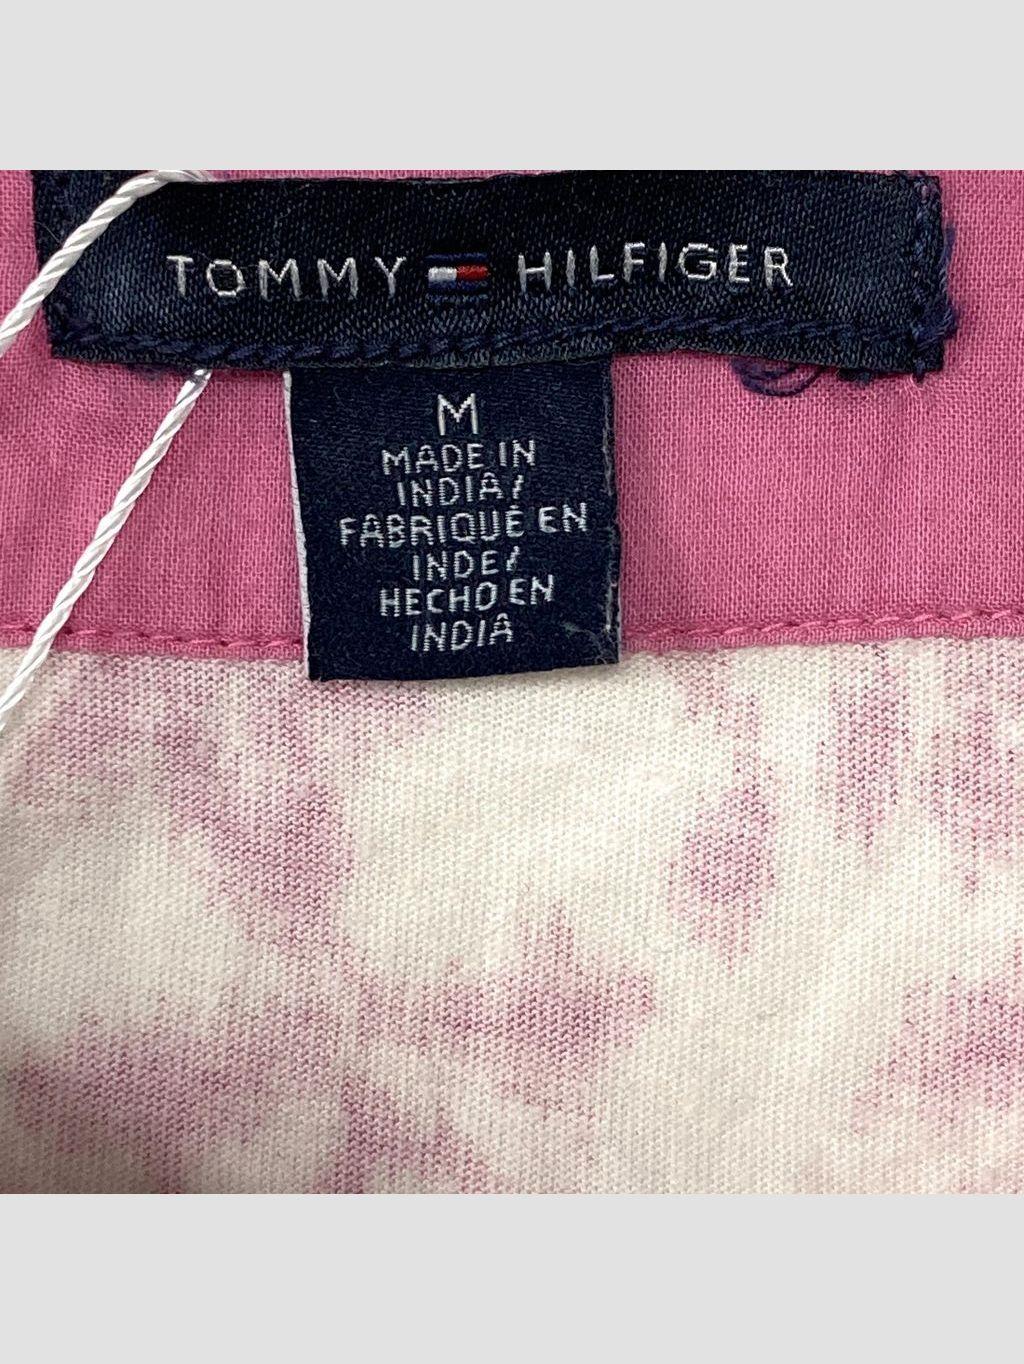 TOMMY HILFIGER
M
MADE IN
INDIA/
FABRIQUÉ EN
INDE/
HECHO EN
INDIA